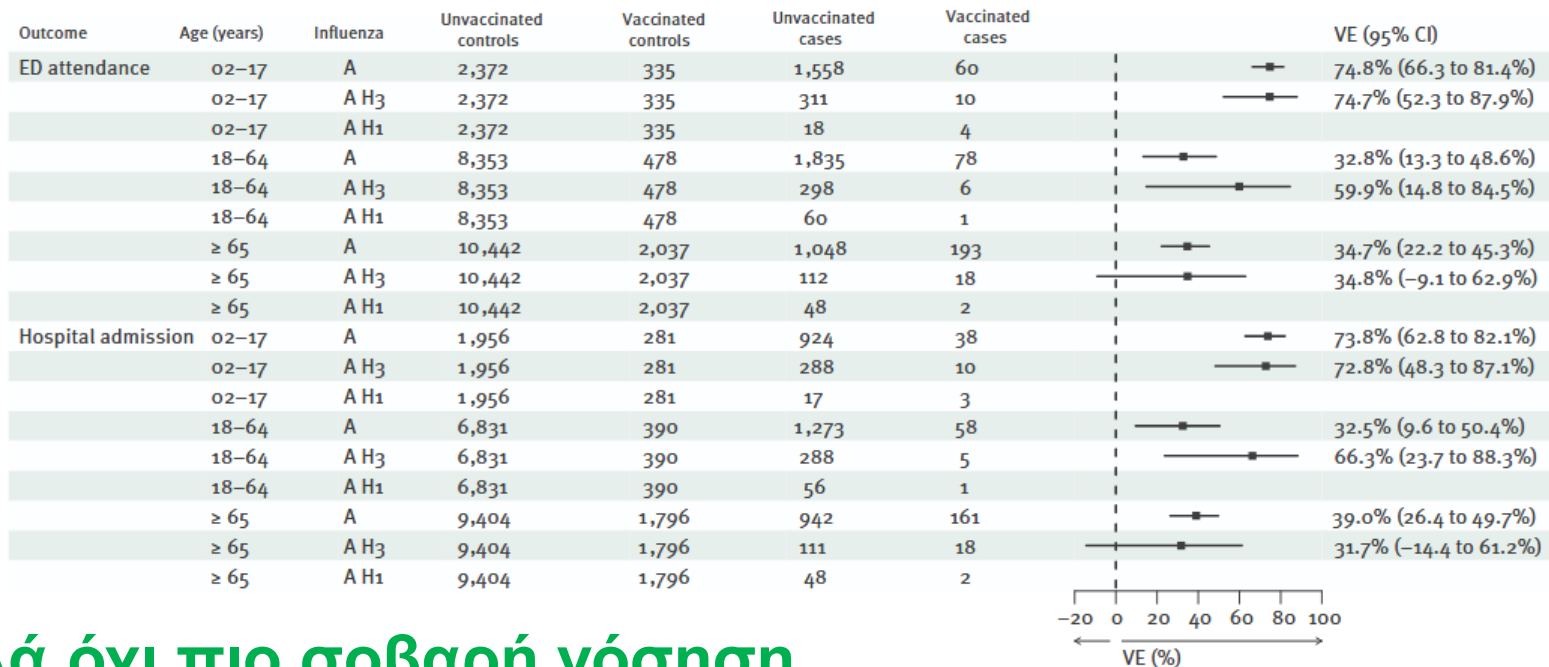 Outcome Age (years) Influenza Unvaccinated controls Vaccinated controls Unvaccinated cases Vaccinated cases VE (95% CI)
ED attendance 02–17 A 2,372 335 1,558 60 74.8% (66.3 to 81.4%)
02–17 A H3 2,372 335 311 10 74.7% (52.3 to 87.9%)
02–17 A H1 2,372 335 18 4
18–64 A 8,353 478 1,835 78 32.8% (13.3 to 48.6%)
18–64 A H3 8,353 478 298 6 59.9% (14.8 to 84.5%)
18–64 A H1 8,353 478 60 1
≥ 65 A 10,442 2,037 1,048 193 34.7% (22.2 to 45.3%)
≥ 65 A H3 10,442 2,037 112 18 34.8% (–9.1 to 62.9%)
≥ 65 A H1 10,442 2,037 48 2
Hospital admission 02–17 A 1,956 281 924 38 73.8% (62.8 to 82.1%)
02–17 A H3 1,956 281 288 10 72.8% (48.3 to 87.1%)
02–17 A H1 1,956 281 17 3
18–64 A 6,831 390 1,273 58 32.5% (9.6 to 50.4%)
18–64 A H3 6,831 390 288 5 66.3% (23.7 to 88.3%)
18–64 A H1 6,831 390 56 1
≥ 65 A 9,404 1,796 942 161 39.0% (26.4 to 49.7%)
≥ 65 A H3 9,404 1,796 111 18 31.7% (–14.4 to 61.2%)
≥ 65 A H1 9,404 1,796 48 2
–20 0 20 40 60 80 100
VE (%)
όχι πιο σοβαρή νόσηση